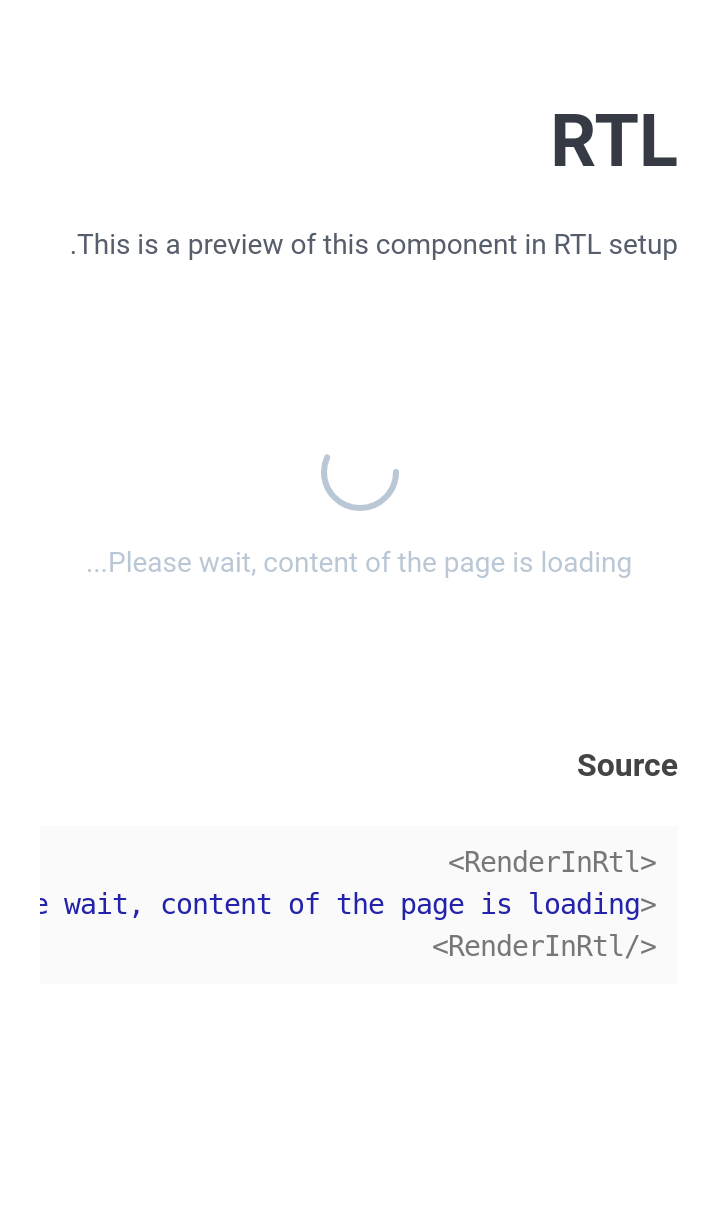 RTL
.This is a preview of this component in RTL setup
...Please wait, content of the page is loading
Source
<RenderInRtl>
wait, content of the page is loading>
<RenderInRtl/>